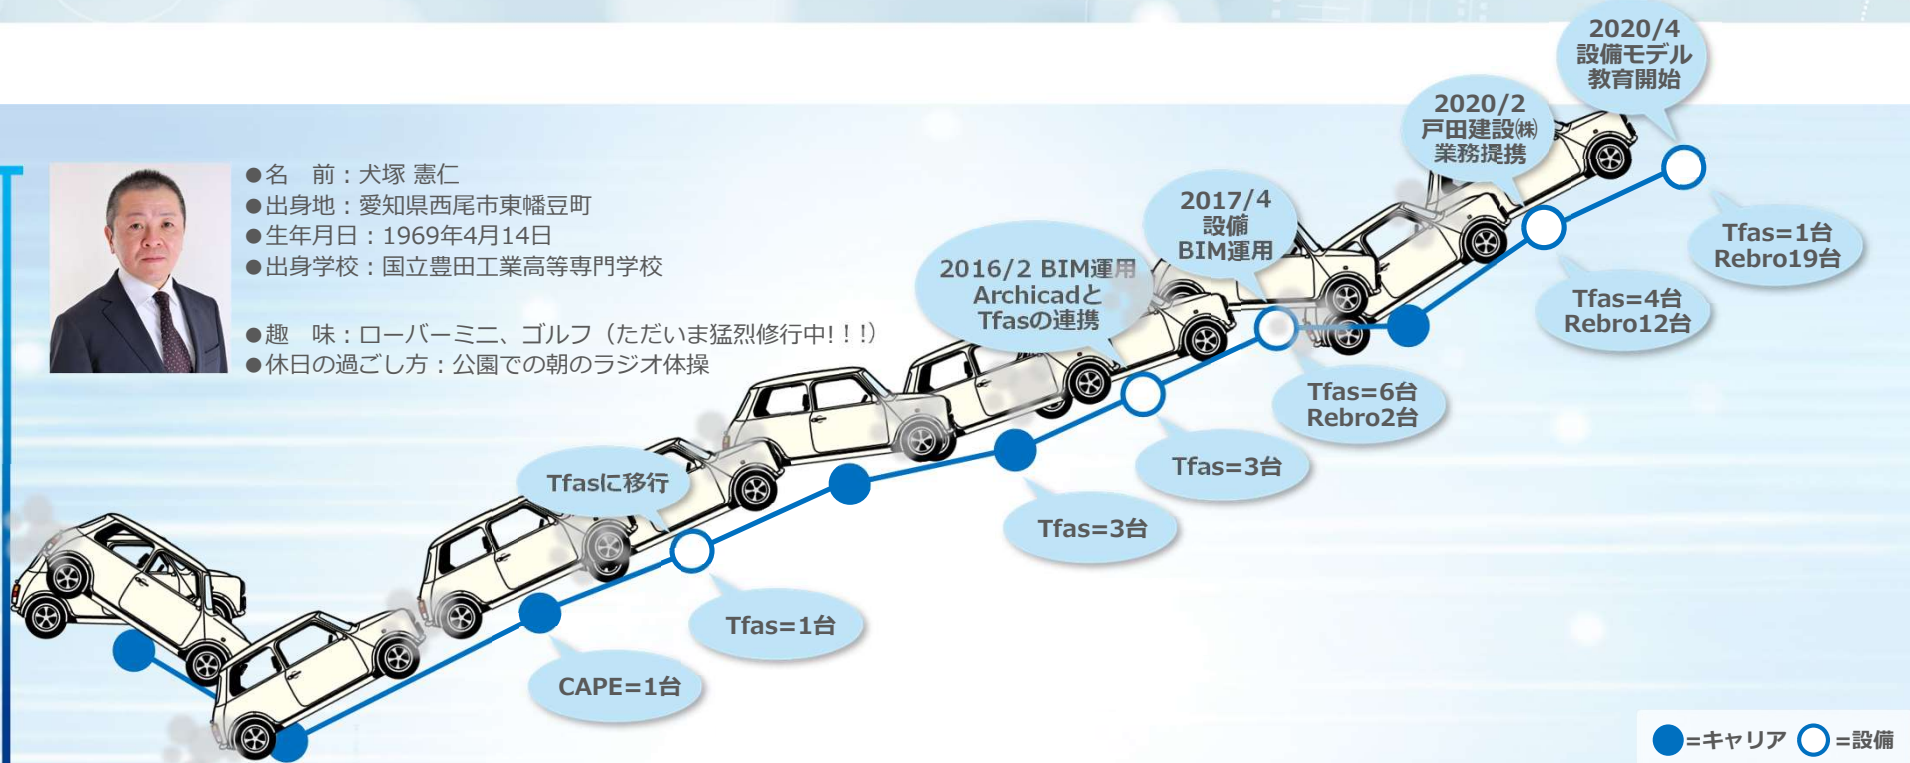 ●名　前：犬塚 憲仁
●出身地：愛知県西尾市東幡豆町
●生年月日：1969年4月14日
●出身学校：国立豊田工業高等専門学校
●趣　味：ローバーミニ、ゴルフ（ただいま猛烈修行中!！!）
●休日の過ごし方：公園での朝のラジオ体操
CAPE=1台
Tfasに移行
Tfas=1台
Tfas=3台
2016/2 BIM運用
Archicadと
Tfasの連携
Tfas=3台
2017/4
設備
BIM運用
Tfas=6台
Rebro2台
2020/2
戸田建設㈱
業務提携
Tfas=4台
Rebro12台
2020/4
設備モデル
教育開始
Tfas=1台
Rebro19台
=キャリア =設備